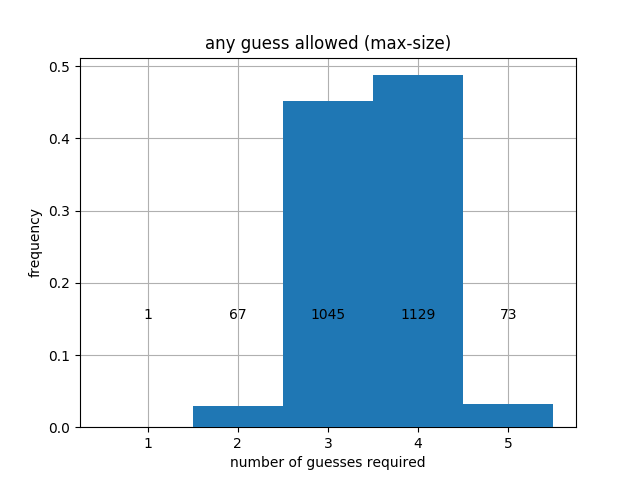 any guess allowed (max-size)
0.5
0.4
0.3
0.2
0.1
0.0
frequency
1 67 1045 1129 73
1 2 3 4 5
number of guesses required